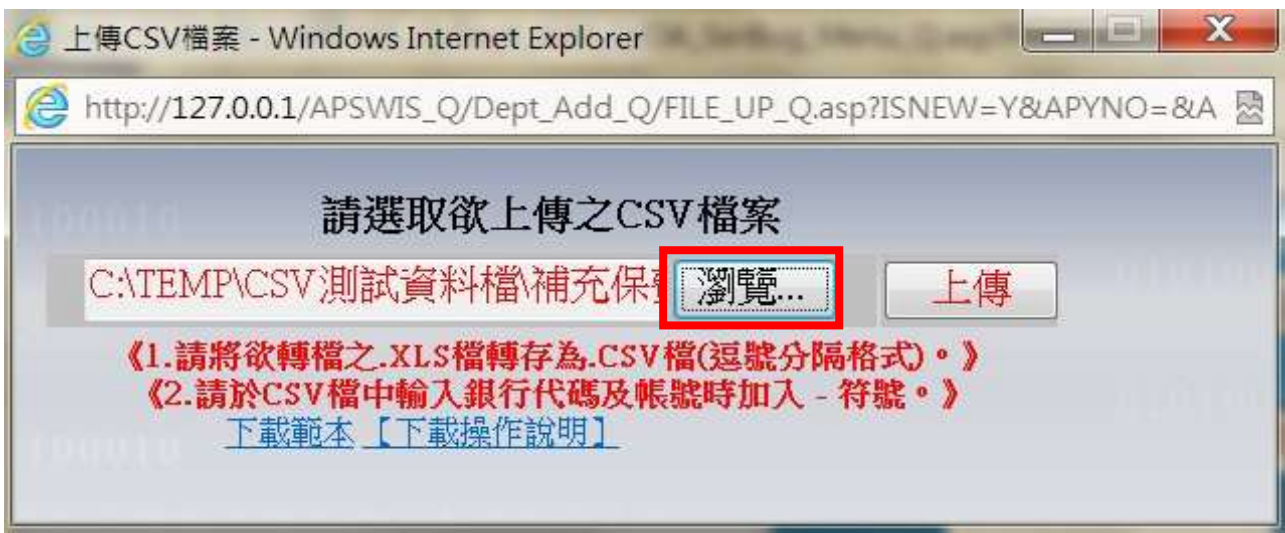 上傳CSV檔案 - Windows Internet Explorer
http://127.0.0.1/APSWIS_Q/Dept_Add_Q/FILE_UP_Q.asp?ISNEW=Y&APYNO=&A
請選取欲上傳之CSV檔案
C:\TEMP\CSV測試資料檔\補充保 瀏覽... 上傳
《1.請將欲轉檔之.XLS檔轉存為.CSV檔(逗號分隔格式)。》
《2.請於CSV檔中輸入銀行代碼及帳號時加入 - 符號。》
下載範本 【下載操作說明】